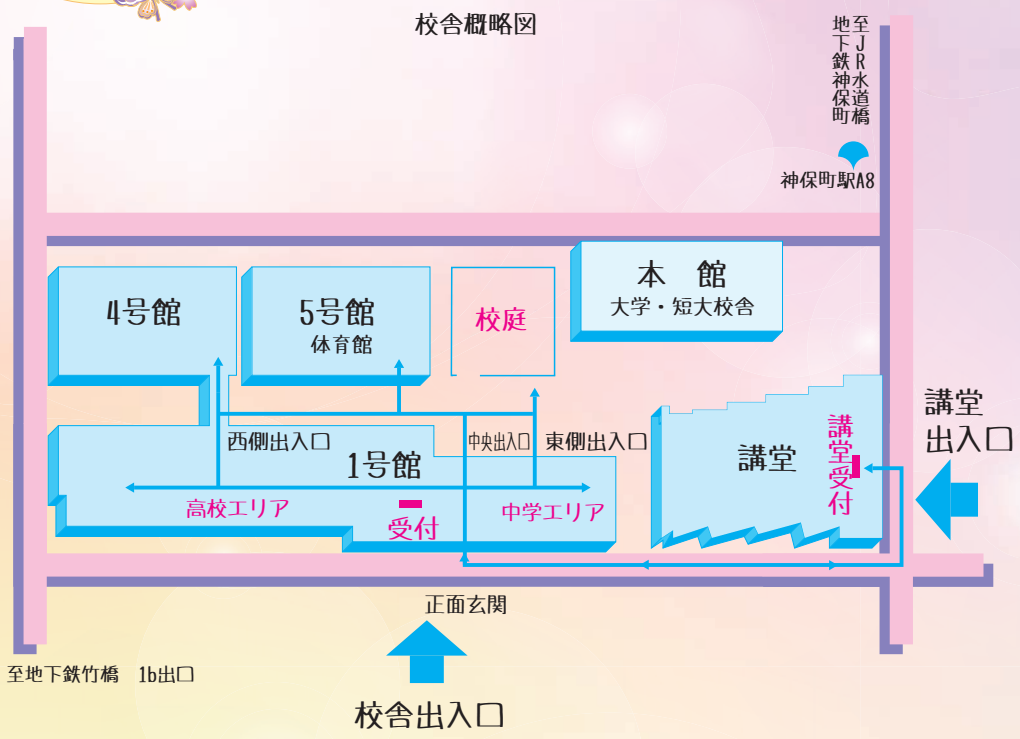 校舎概略図
至JR水道橋
地下鉄神保町
神保町駅A8
4号館
5号館
体育館
校庭
本 館
大学・短大校舎
講堂
出入口
西側出入口
中央出入口
東側出入口
1号館
講堂
講堂受付
高校エリア
受付
中学エリア
正面玄関
至地下鉄竹橋 1b出口
校舎出入口